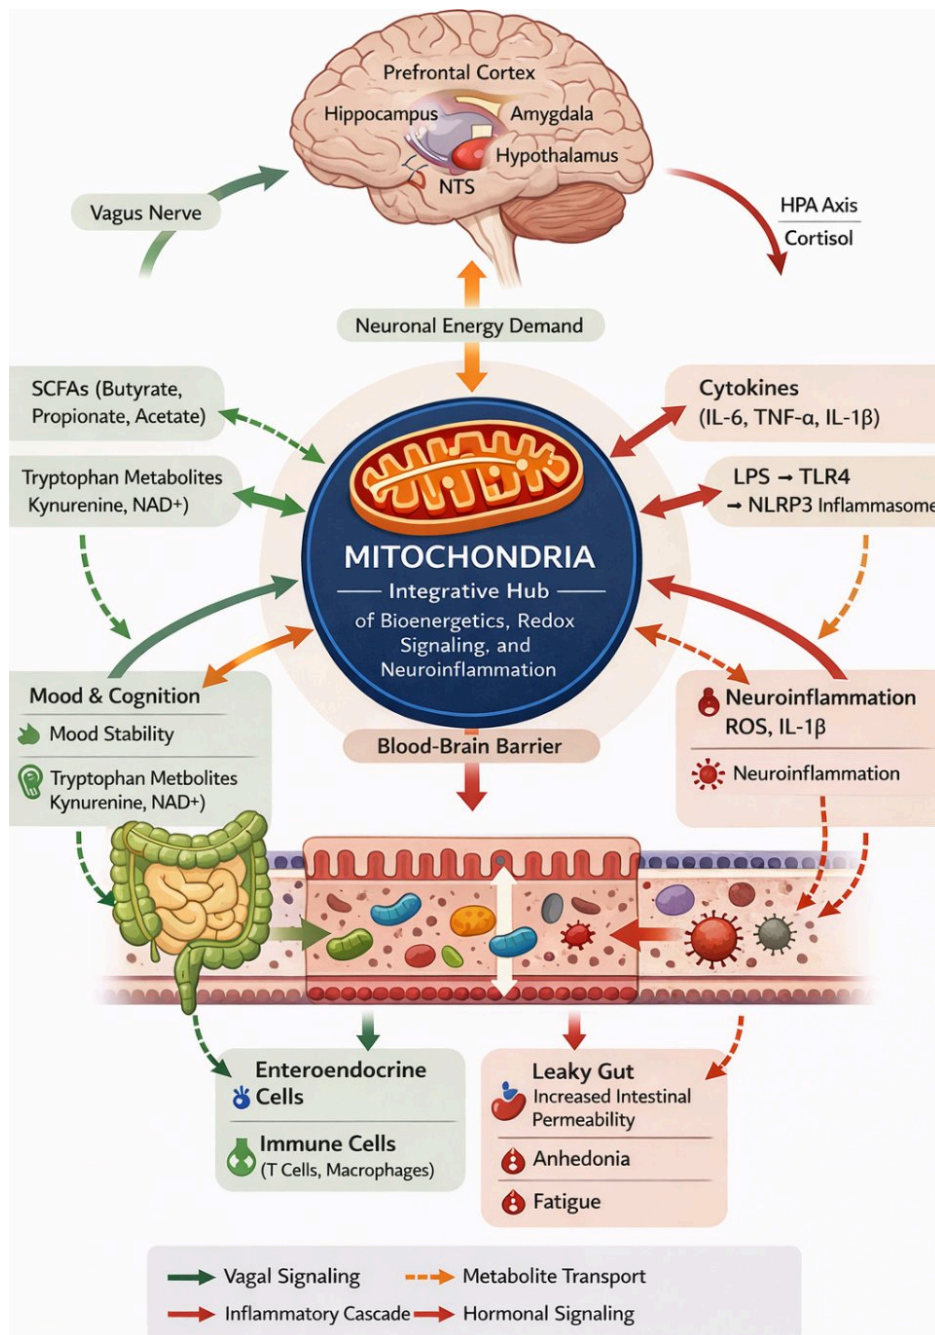 Prefrontal Cortex
Hippocampus
Amygdala
Hypothalamus
NTS
Vagus Nerve
HPA Axis
Cortisol
Neuronal Energy Demand
SCFAs (Butyrate,
Propionate, Acetate)
Cytokines
(IL-6, TNF-α, IL-1β)
Tryptophan Metabolites
Kynurenine, NAD+)
LPS → TLR4
→ NLRP3 Inflammasome
MITOCHONDRIA
Integrative Hub
of Bioenergetics, Redox
Signaling, and
Neuroinflammation
Mood & Cognition
Mood Stability
Tryptophan Metbolites
Kynurenine, NAD+)
Neuroinflammation
ROS, IL-1β
Neuroinflammation
Blood-Brain Barrier
Enteroendocrine
Cells
Immune Cells
(T Cells, Macrophages)
Leaky Gut
Increased Intestinal
Permeability
Anhedonia
Fatigue
Vagal Signaling
Metabolite Transport
Inflammatory Cascade
Hormonal Signaling